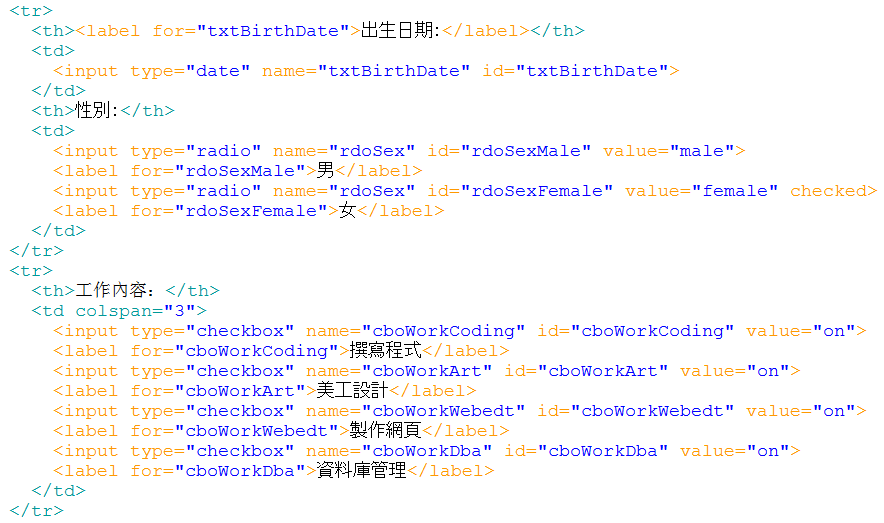 <tr>
  <th><label for="txtBirthDate">出生日期:</label></th>
  <td>
    <input type="date" name="txtBirthDate" id="txtBirthDate">
  </td>
  <th>性別:</th>
  <td>
    <input type="radio" name="rdoSex" id="rdoSexMale" value="male">
    <label for="rdoSexMale">男</label>
    <input type="radio" name="rdoSex" id="rdoSexFemale" value="female" checked>
    <label for="rdoSexFemale">女</label>
  </td>
</tr>
<tr>
  <th>工作內容：</th>
  <td colspan="3">
    <input type="checkbox" name="cboWorkCoding" id="cboWorkCoding" value="on">
    <label for="cboWorkCoding">撰寫程式</label>
    <input type="checkbox" name="cboWorkArt" id="cboWorkArt" value="on">
    <label for="cboWorkArt">美工設計</label>
    <input type="checkbox" name="cboWorkWebedt" id="cboWorkWebedt" value="on">
    <label for="cboWorkWebedt">製作網頁</label>
    <input type="checkbox" name="cboWorkDba" id="cboWorkDba" value="on">
    <label for="cboWorkDba">資料庫管理</label>
  </td>
</tr>